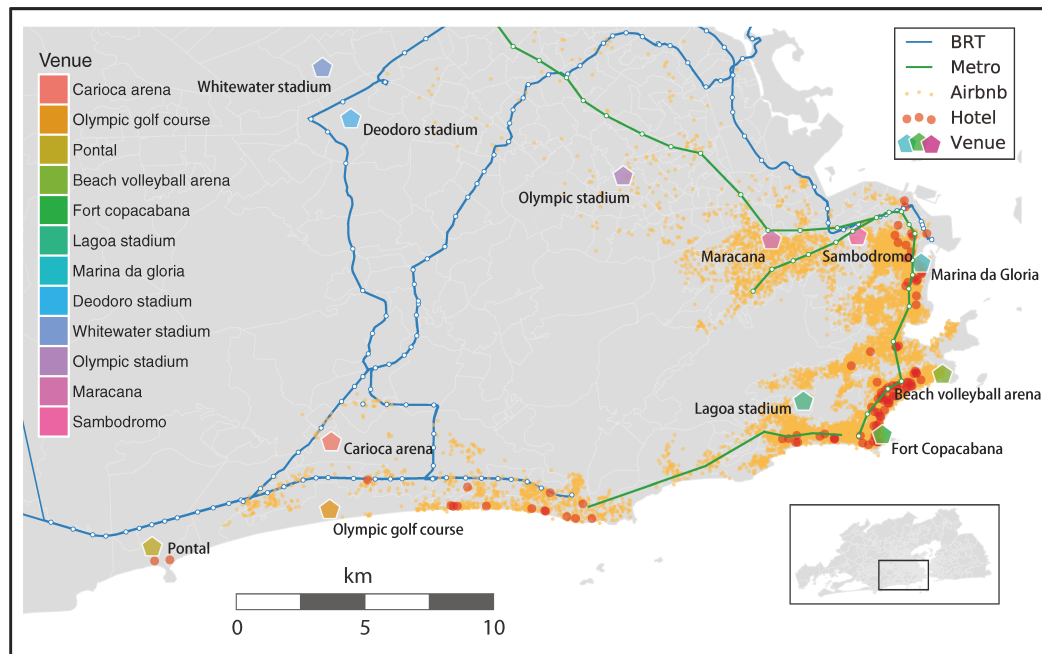 Venue
Carioca arena
Olympic golf course
Pontal
Beach volleyball arena
Fort copacabana
Lagoa stadium
Marina da gloria
Deodoro stadium
Whitewater stadium
Olympic stadium
Maracana
Sambodromo
BRT
Metro
Airbnb
Hotel
Venue
Whitewater stadium
Deodoro stadium
Olympic stadium
Maracana
Sambodromo
Marina da Gloria
Beach volleyball arena
Lagoa stadium
Fort Copacabana
Carioca arena
Olympic golf course
Pontal
km
0 5 10